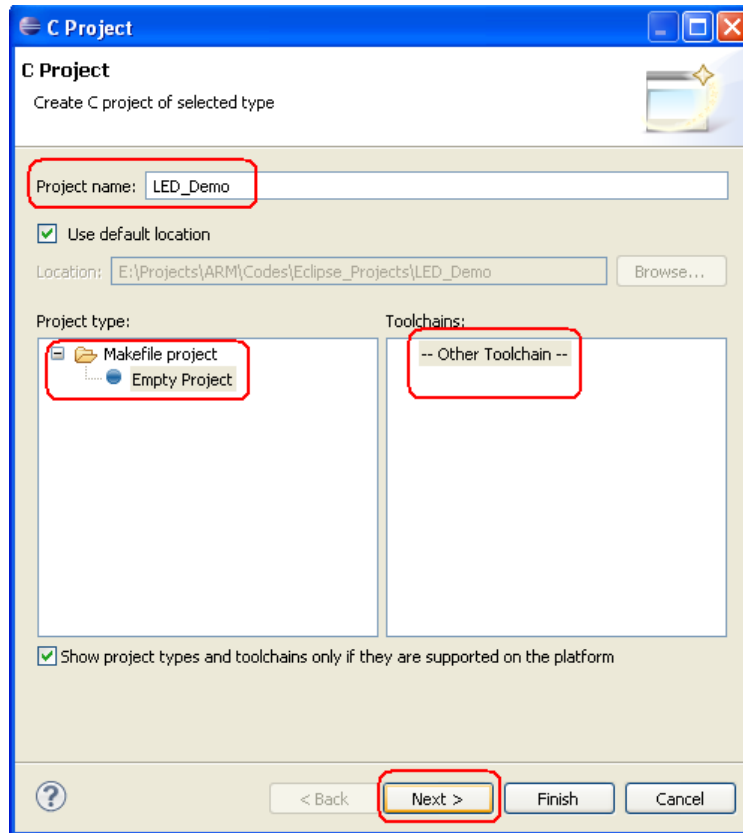 C Project
C Project
Create C project of selected type
Project name: LED_Demo
Use default location
Location: E:\Projects\ARM\Codes\Eclipse_Projects\LED_Demo Browse...
Project type: Toolchains:
Makefile project -- Other Toolchain --
Empty Project
Show project types and toolchains only if they are supported on the platform
? < Back Next > Finish Cancel